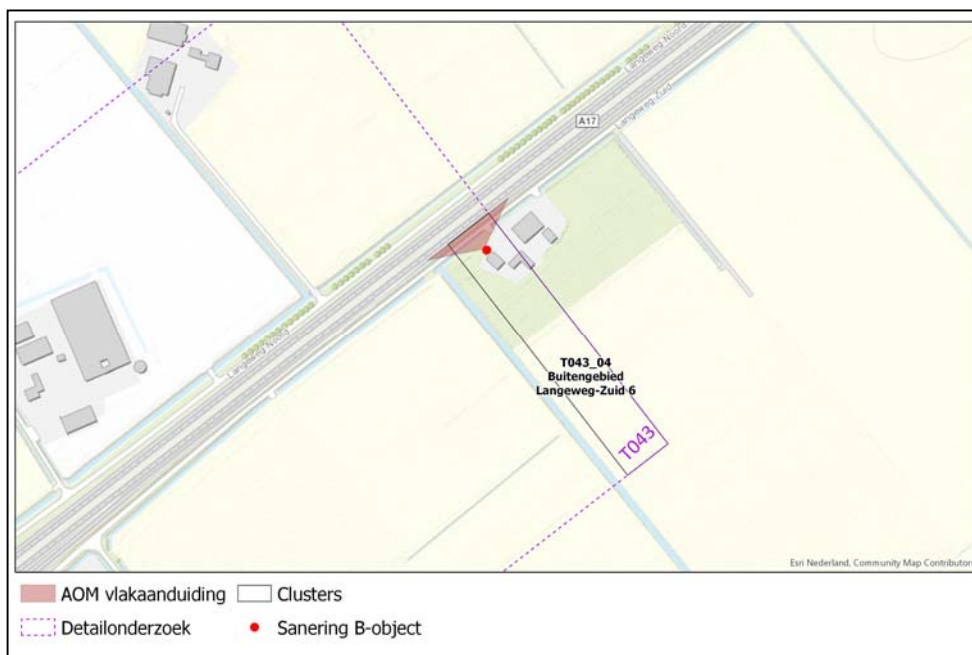 Langeweg Noord
A17
Langeweg-Zuid
Langeweg Noord
T043_04
Buitengebied
Langeweg-Zuid 6
T043
Esri Nederland, Community Map Contributors
AOM vlakaanduiding
Clusters
Detailonderzoek
Sanering B-object